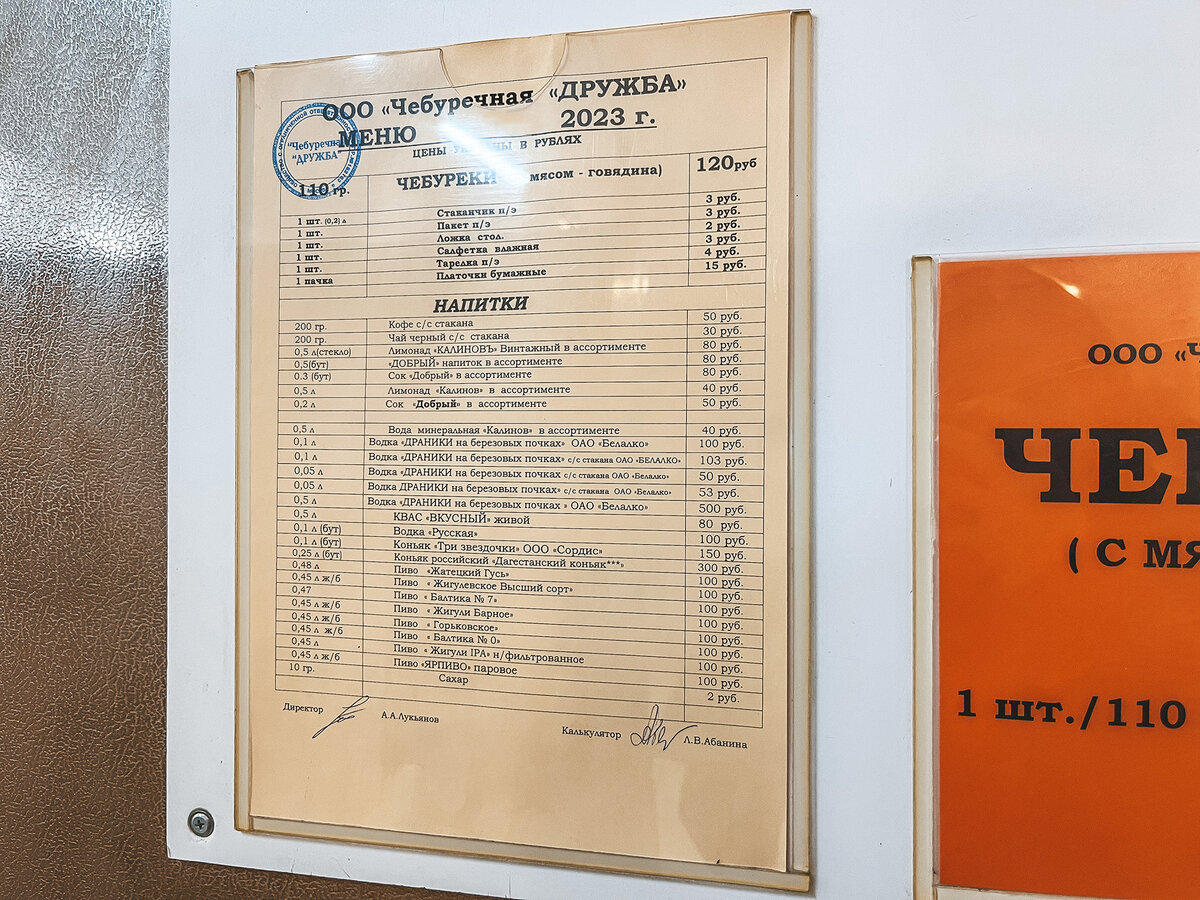 ООО «Чебуречная «ДРУЖБА»
МЕНЮ 2023 г.
ЦЕНЫ В РУБЛЯХ
"Чебуречная
"ДРУЖБА"
110 гр. ЧЕБУРЕКИ мясом - говядина) 120руб
1 шт. (0,2) л Стаканчик п/э 3 руб.
1 шт. Пакет п/э 3 руб.
1 шт. Ложка стол. 2 руб.
1 шт. Салфетка влажная 3 руб.
1 шт. Тарелка п/э 4 руб.
1 пачка Платочки бумажные 15 руб.
НАПИТКИ
200 гр. Кофе с/с стакана 50 руб.
200 гр. Чай черный с/с стакана 30 руб.
0,5 л(стекло) Лимонад «КАЛИНОВЪ» Винтажный в ассортименте 80 руб.
0,5(бут) «ДОБРЫЙ» напиток в ассортименте 80 руб.
0.3 (бут) Сок «Добрый» в ассортименте 80 руб.
0,5 л Лимонад «Калинов» в ассортименте 40 руб.
0,2 л Сок «Добрый» в ассортименте 50 руб.
0,5 л Вода минеральная «Калинов» в ассортименте 40 руб.
0,1 л Водка «ДРАНИКИ на березовых почках» ОАО «Белалко» 100 руб.
0,1 л Водка «ДРАНИКИ на березовых почках» с/с стакана ОАО «БЕЛАЛКО» 103 руб.
0,05 л Водка «ДРАНИКИ на березовых почках» с/с стакана ОАО «Белалко» 50 руб.
0,05 л Водка ДРАНИКИ на березовых почках» с/с стакана ОАО «Белалко» 53 руб.
0,5 л Водка «ДРАНИКИ на березовых почках » ОАО «Белалко» 500 руб.
0,5 л КВАС «ВКУСНЫЙ» живой 80 руб.
0,1 л (бут) Водка «Русская» 100 руб.
0,1 л (бут) Коньяк «Три звездочки» ООО «Сордис» 150 руб.
0,25 л (бут) Коньяк российский «Дагестанский коньяк***» 300 руб.
0,48 л Пиво «Жатецкий Гусь» 100 руб.
0,45 л ж/б Пиво « Жигулевское Высший сорт» 100 руб.
0,47 Пиво « Балтика № 7» 100 руб.
0,45 л ж/б Пиво « Жигули Барное» 100 руб.
0,45 л ж/б Пиво « Горьковское» 100 руб.
0,45 л ж/б Пиво « Балтика № 0» 100 руб.
0,45 л Пиво « Жигули IPA» н/фильтрованное 100 руб.
0,45 л ж/б Пиво «ЯРПИВО» паровое 100 руб.
10 гр. Сахар 2 руб.
Директор А.А.Лукьянов
Калькулятор Л.В.Абанина
ООО «Ч
ЧЕБ
( С МЯ
1 шт./110